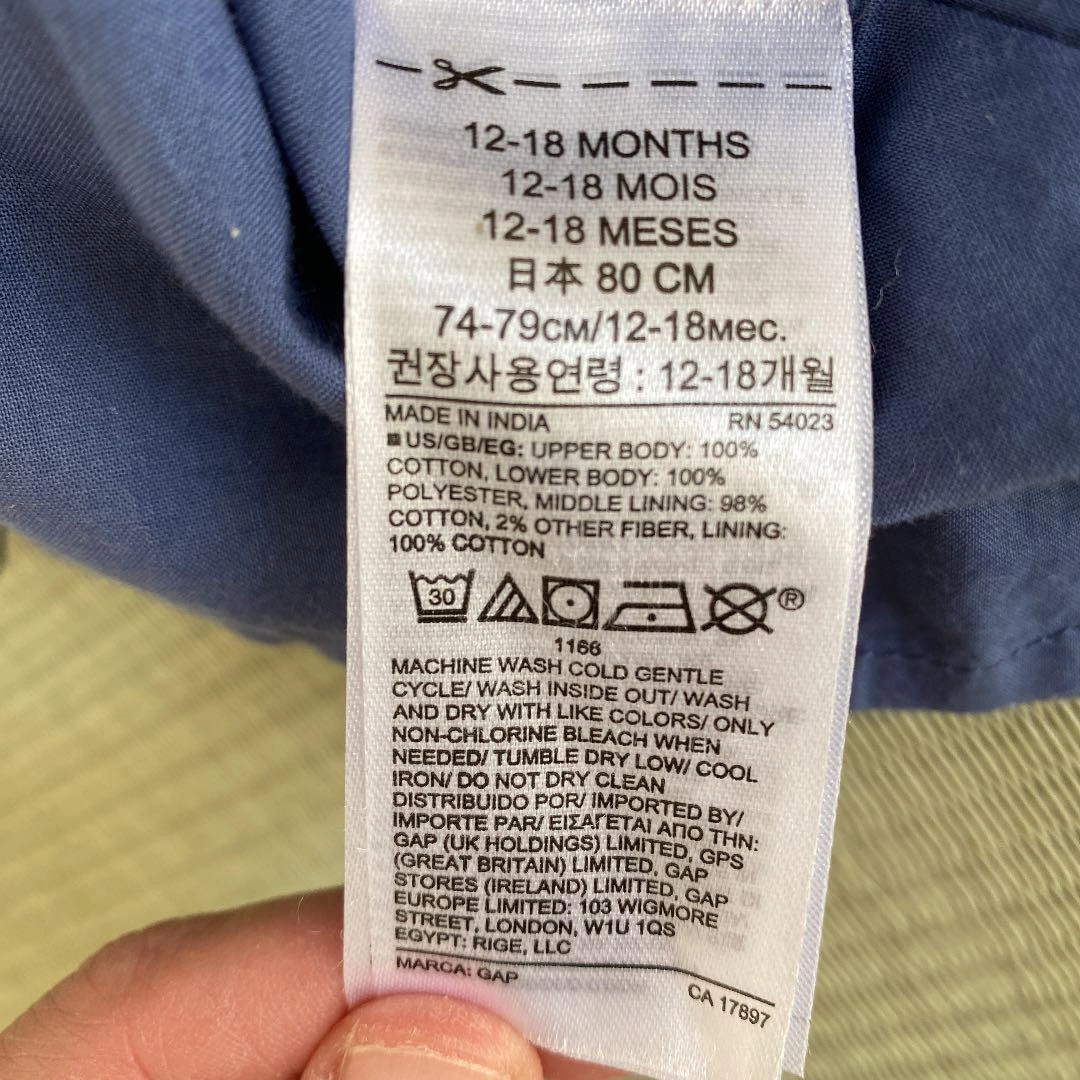 12-18 MONTHS
12-18 MOIS
12-18 MESES
日本 80 CM
74-79см/12-18мес.
권장사용연령 : 12-18개월
MADE IN INDIA RN 54023
US/GB/EG: UPPER BODY: 100%
COTTON, LOWER BODY: 100%
POLYESTER, MIDDLE LINING: 98%
COTTON, 2% OTHER FIBER, LINING:
100% COTTON
30 ®
1166
MACHINE WASH COLD GENTLE
CYCLE/ WASH INSIDE OUT/ WASH
AND DRY WITH LIKE COLORS/ ONLY
NON-CHLORINE BLEACH WHEN
NEEDED/ TUMBLE DRY LOW/ COOL
IRON/ DO NOT DRY CLEAN
DISTRIBUIDO POR/ IMPORTED BY/
IMPORTE PAR/ ΕΙΣΑΓΕΤΑΙ ΑΠΟ ΤΗΝ:
GAP (UK HOLDINGS) LIMITED, GPS
(GREAT BRITAIN) LIMITED, GAP
STORES (IRELAND) LIMITED, GAP
EUROPE LIMITED: 103 WIGMORE
STREET, LONDON, W1U 1QS
EGYPT: RIGE, LLC
MARCA: GAP
CA 17897